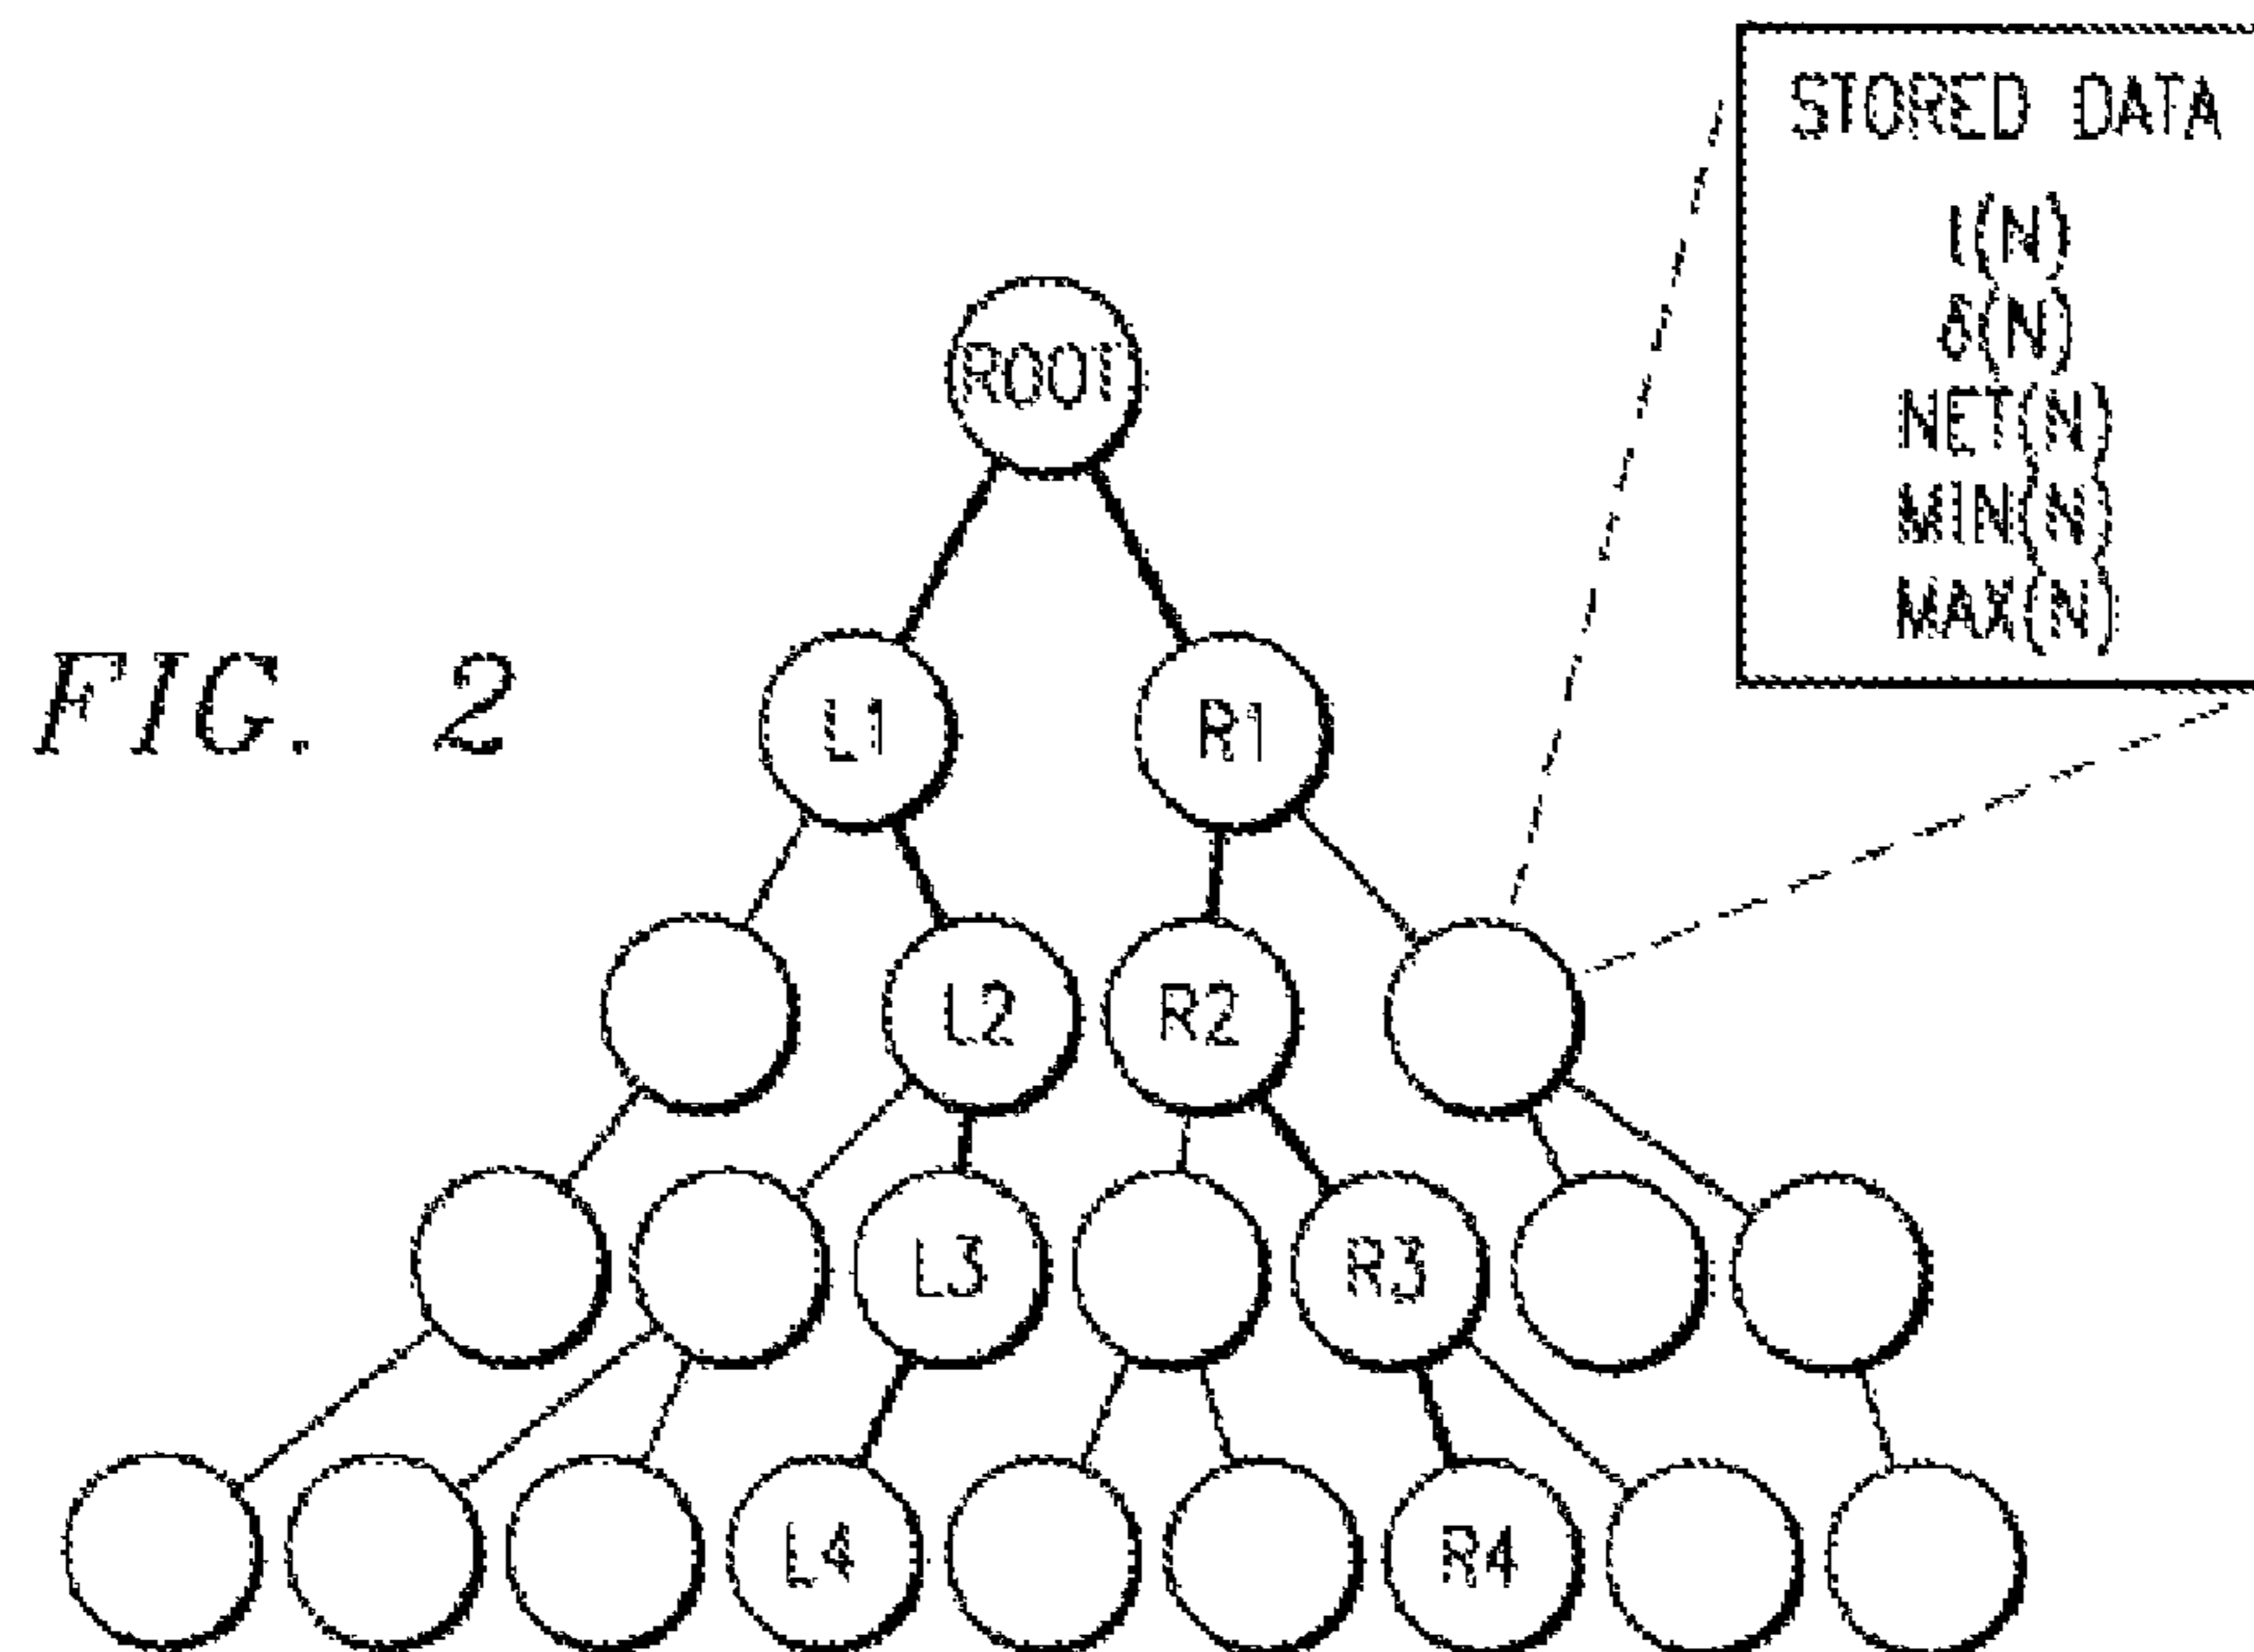 STORED DATA
l(N)
δ(N)
NET(N)
MIN(N)
MAX(N)
ROOT
FIG. 2
L1
R1
L2
R2
L3
R3
L4
R4